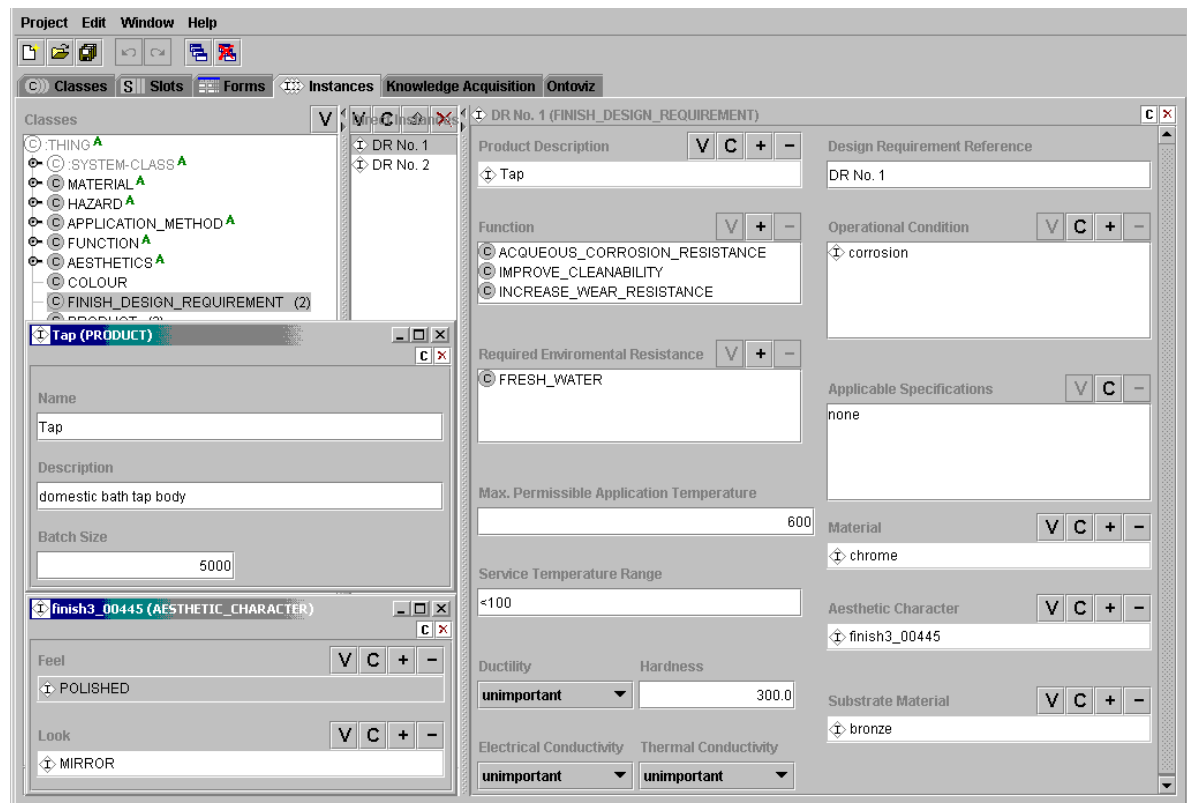 Project Edit Window Help
C Classes S Slots Forms I Instances Knowledge Acquisition Ontoviz
Classes V
V C
C :THING A
C :SYSTEM-CLASS A
C MATERIAL A
C HAZARD A
C APPLICATION_METHOD A
C FUNCTION A
C AESTHETICS A
C COLOUR
C FINISH_DESIGN_REQUIREMENT (2)
I DR No. 1
I DR No. 2
I Tap (PRODUCT)
C
Name
Tap
Description
domestic bath tap body
Batch Size
5000
I finish3_00445 (AESTHETIC_CHARACTER)
C
Feel V C + −
I POLISHED
Look V C + −
I MIRROR
I DR No. 1 (FINISH_DESIGN_REQUIREMENT) C
Product Description V C + −
I Tap
Function V + −
C ACQUEOUS_CORROSION_RESISTANCE
C IMPROVE_CLEANABILITY
C INCREASE_WEAR_RESISTANCE
Required Enviromental Resistance V + −
C FRESH_WATER
Max. Permissible Application Temperature
600
Service Temperature Range
<100
Ductility Hardness
unimportant 300.0
Electrical Conductivity Thermal Conductivity
unimportant unimportant
Design Requirement Reference
DR No. 1
Operational Condition V C + −
I corrosion
Applicable Specifications V C −
none
Material V C + −
I chrome
Aesthetic Character V C + −
I finish3_00445
Substrate Material V C + −
I bronze